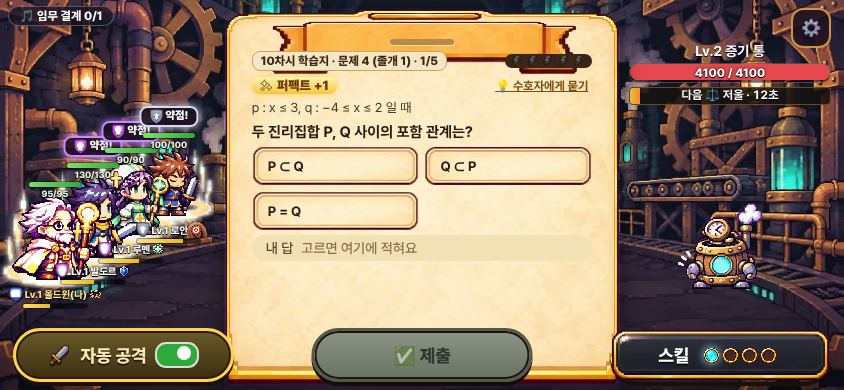 🎵 임무 결계 0/1
10차시 학습지 · 문제 4 (졸개 1) · 1/5
퍼펙트 +1
💡 수호자에게 묻기
p : x ≤ 3, q : −4 ≤ x ≤ 2 일 때
두 진리집합 P, Q 사이의 포함 관계는?
P ⊂ Q
Q ⊂ P
P = Q
내 답 고르면 여기에 적혀요
✅ 제출
Lv.2 증기 통
4100 / 4100
다음 ⚖️ 저울 · 12초
약점!
약점!
약점!
100/100
90/90
130/130
95/95
Lv.1 로안
Lv.1 루멘
Lv.1 발도르
Lv.1 올드윈(나)
자동 공격
스킬